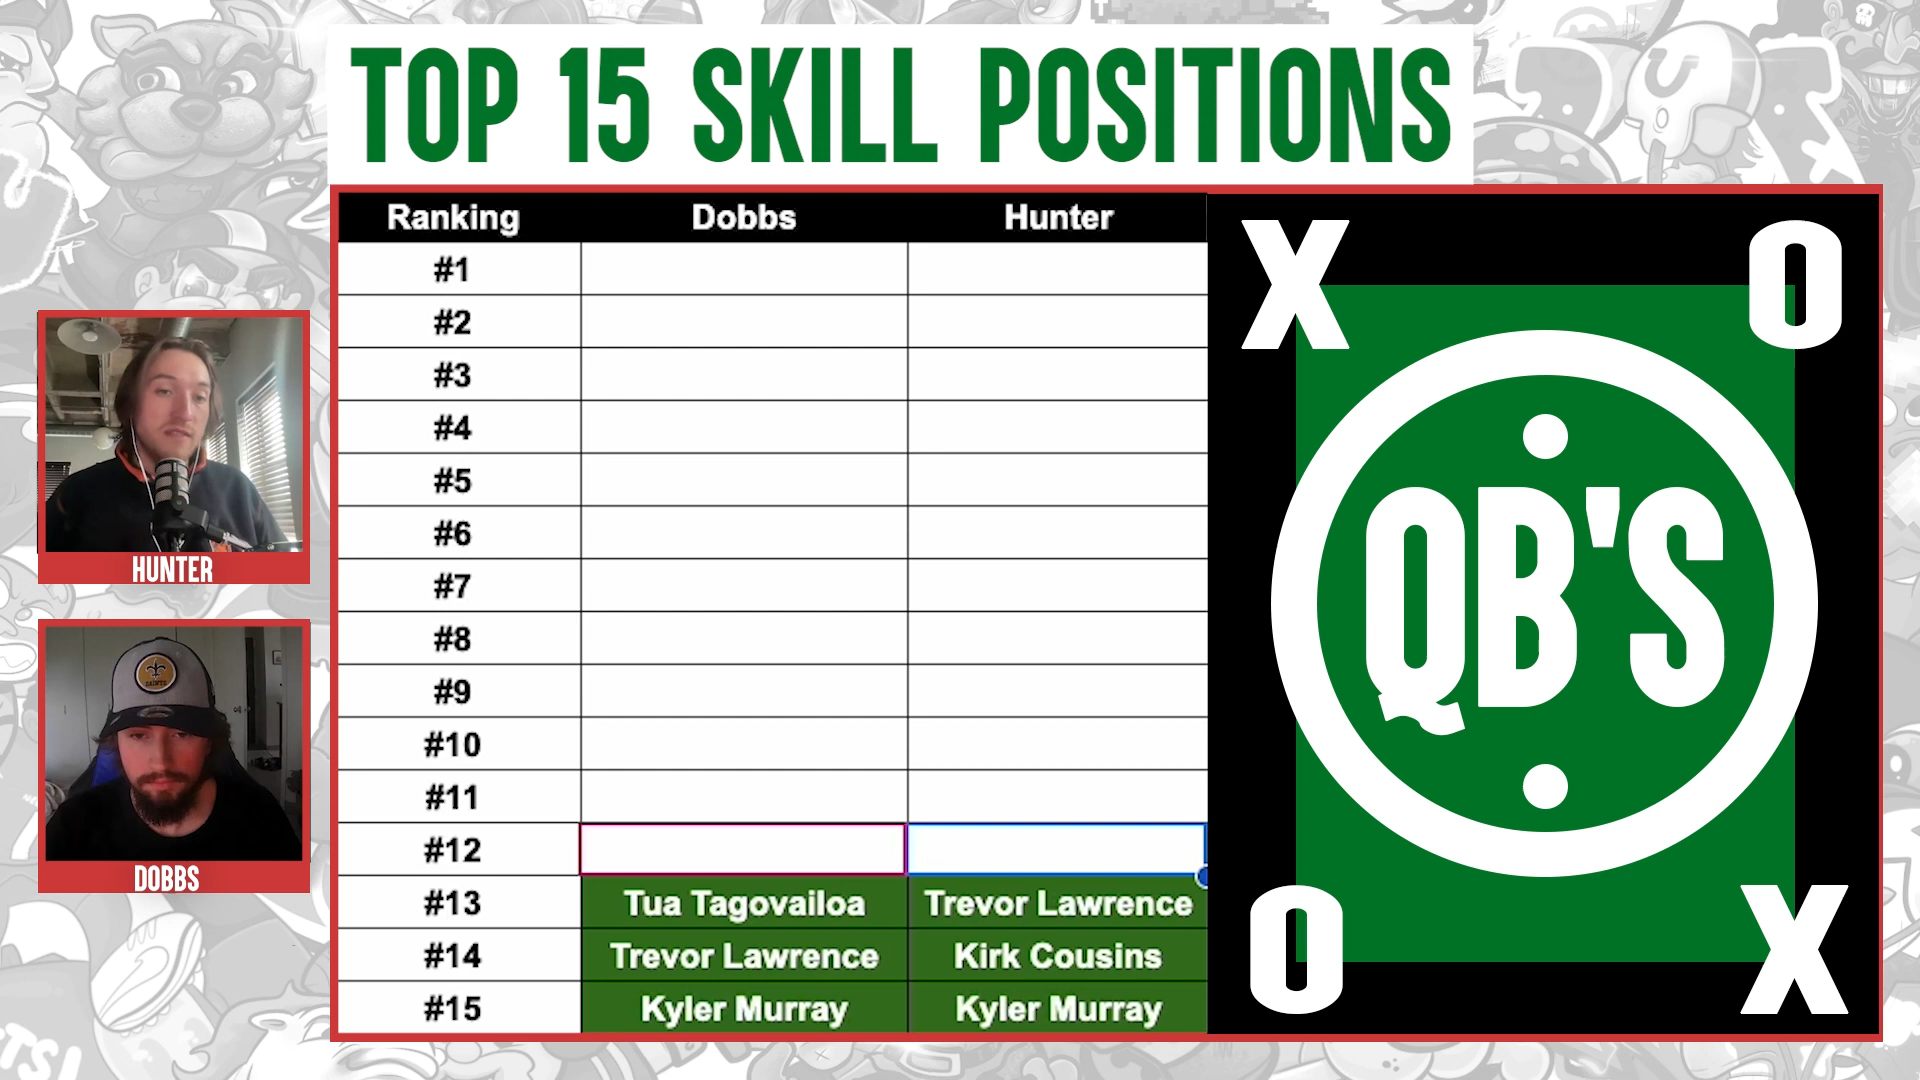 TOP 15 SKILL POSITIONS
Ranking Dobbs Hunter
#1
#2
#3
#4
#5
#6
#7
#8
#9
#10
#11
#12
#13 Tua Tagovailoa Trevor Lawrence
#14 Trevor Lawrence Kirk Cousins
#15 Kyler Murray Kyler Murray
X O
QB'S
O X
HUNTER
SAINTS
DOBBS